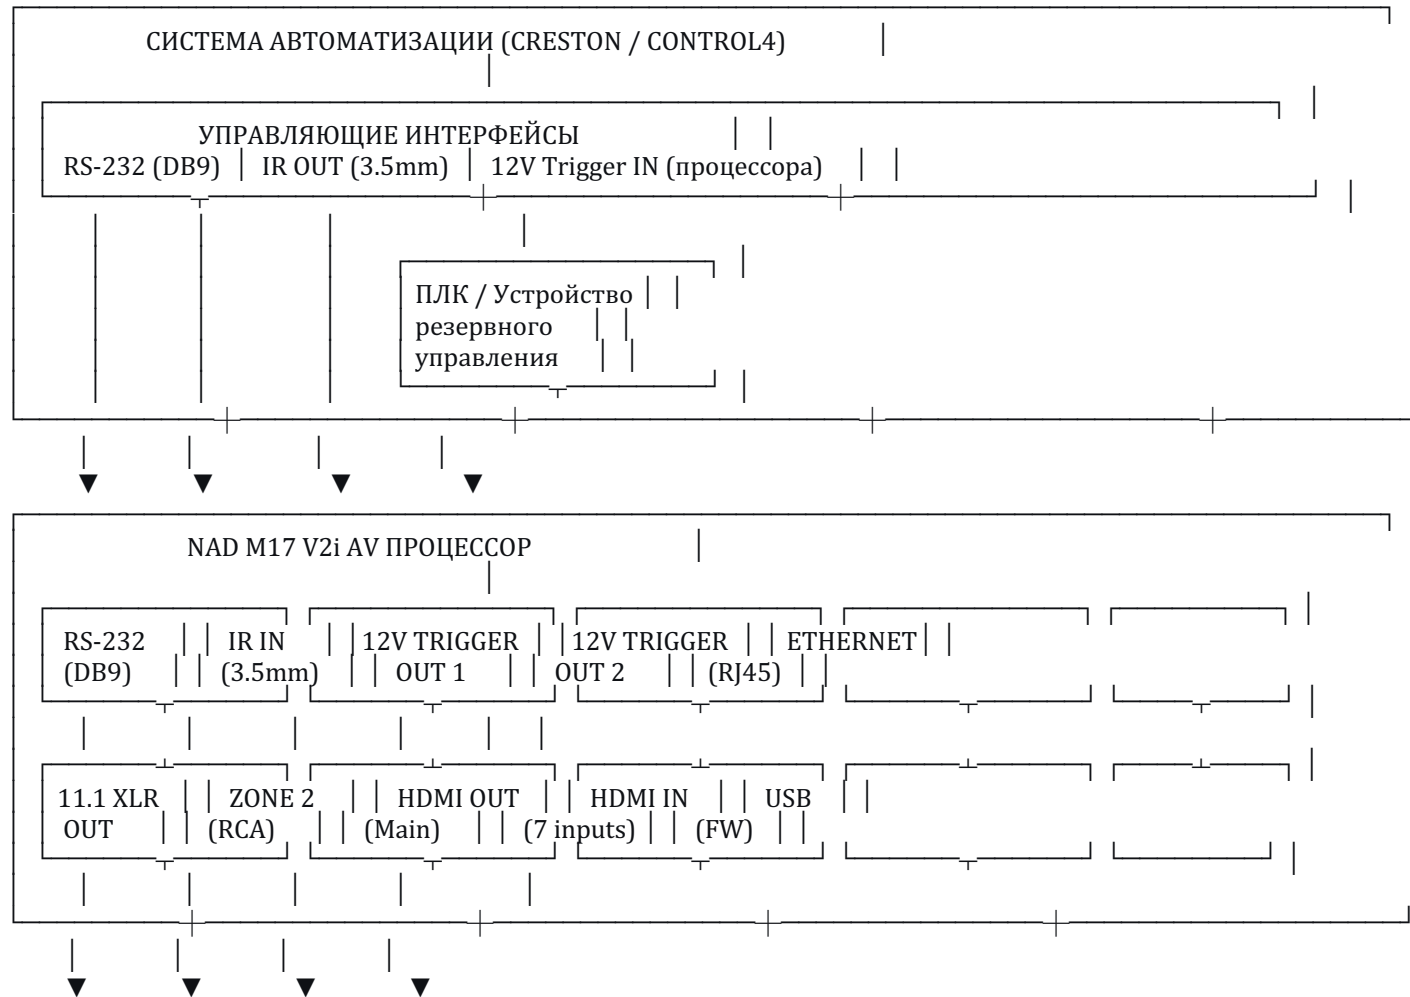 СИСТЕМА АВТОМАТИЗАЦИИ (CRESTON / CONTROL4)
УПРАВЛЯЮЩИЕ ИНТЕРФЕЙСЫ
RS-232 (DB9) │ IR OUT (3.5mm) │ 12V Trigger IN (процессора)
ПЛК / Устройство
резервного
управления
▼ ▼ ▼ ▼
NAD M17 V2i AV ПРОЦЕССОР
RS-232 │ │ IR IN │ │ 12V TRIGGER │ │ 12V TRIGGER │ │ ETHERNET │ │
(DB9) │ │ (3.5mm) │ │ OUT 1 │ │ OUT 2 │ │ (RJ45) │ │
11.1 XLR │ │ ZONE 2 │ │ HDMI OUT │ │ HDMI IN │ │ USB │ │
OUT │ │ (RCA) │ │ (Main) │ │ (7 inputs) │ │ (FW) │ │
▼ ▼ ▼ ▼